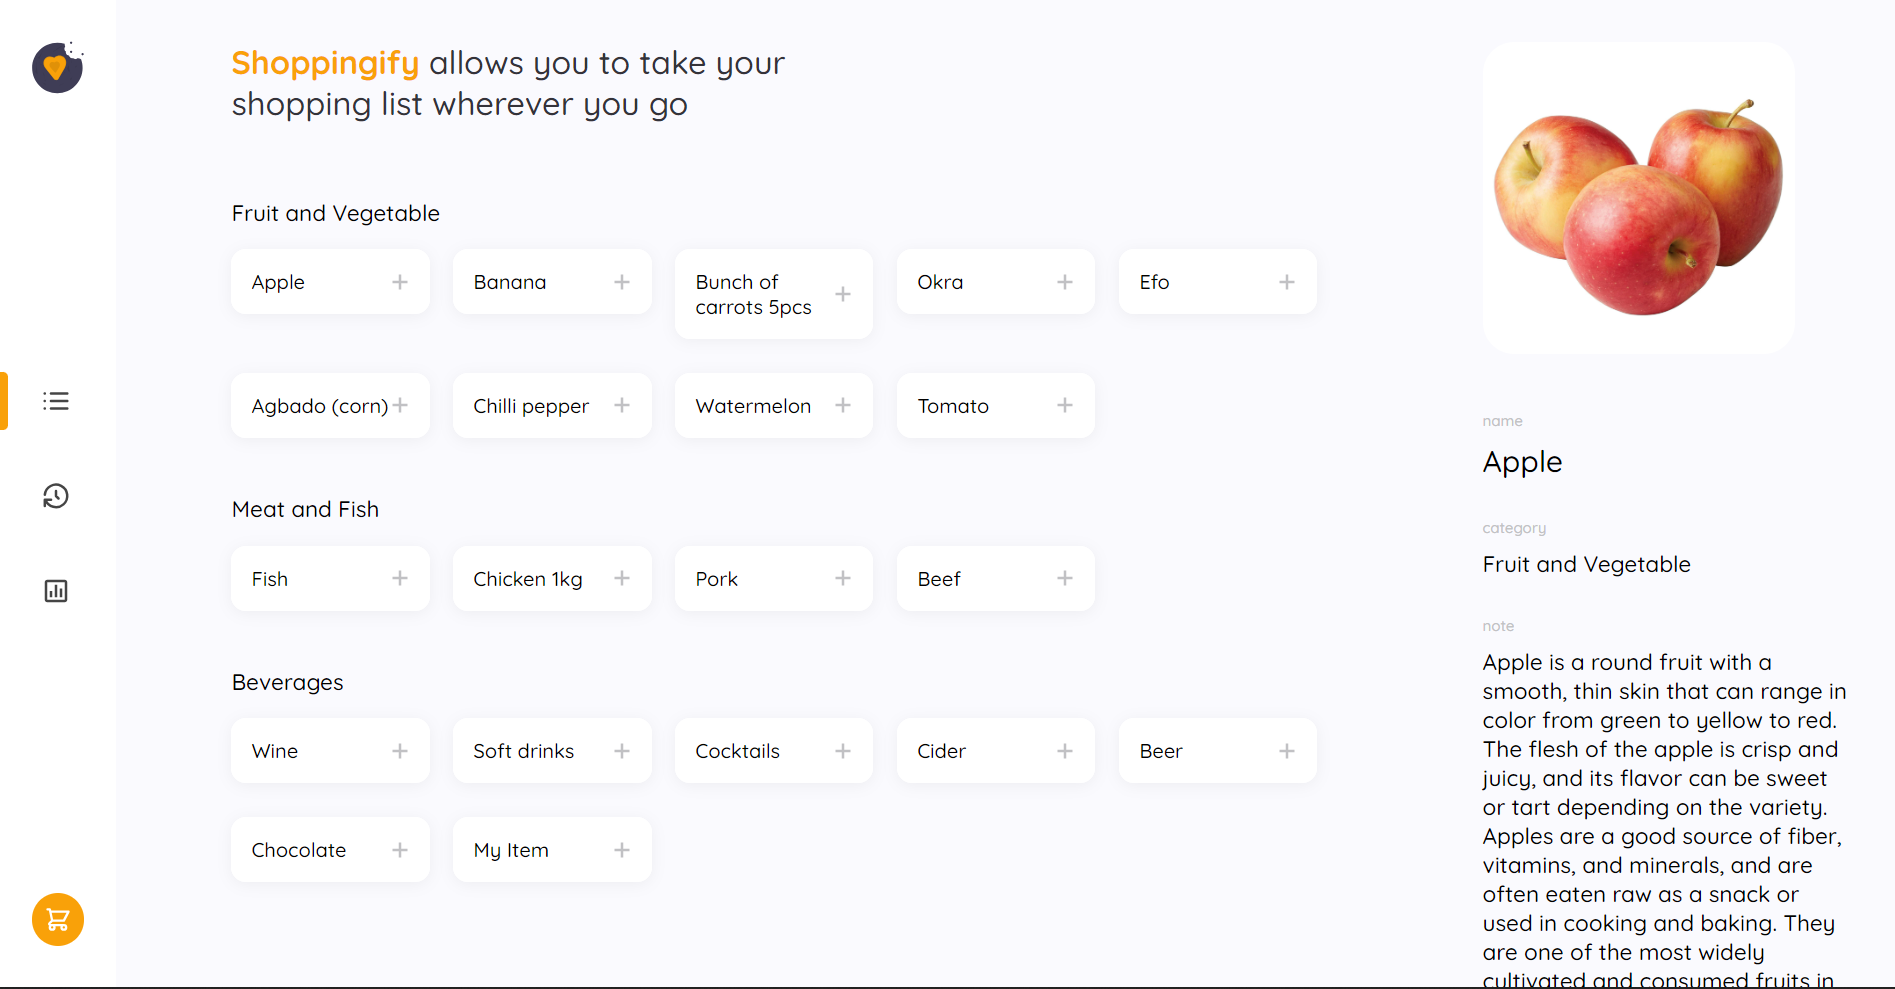 Shoppingify allows you to take your
shopping list wherever you go
Fruit and Vegetable
Apple
Banana
Bunch of
carrots 5pcs
Okra
Efo
Agbado (corn)
Chilli pepper
Watermelon
Tomato
Meat and Fish
Fish
Chicken 1kg
Pork
Beef
Beverages
Wine
Soft drinks
Cocktails
Cider
Beer
Chocolate
My Item
name
Apple
category
Fruit and Vegetable
note
Apple is a round fruit with a
smooth, thin skin that can range in
color from green to yellow to red.
The flesh of the apple is crisp and
juicy, and its flavor can be sweet
or tart depending on the variety.
Apples are a good source of fiber,
vitamins, and minerals, and are
often eaten raw as a snack or
used in cooking and baking. They
are one of the most widely
cultivated and consumed fruits in